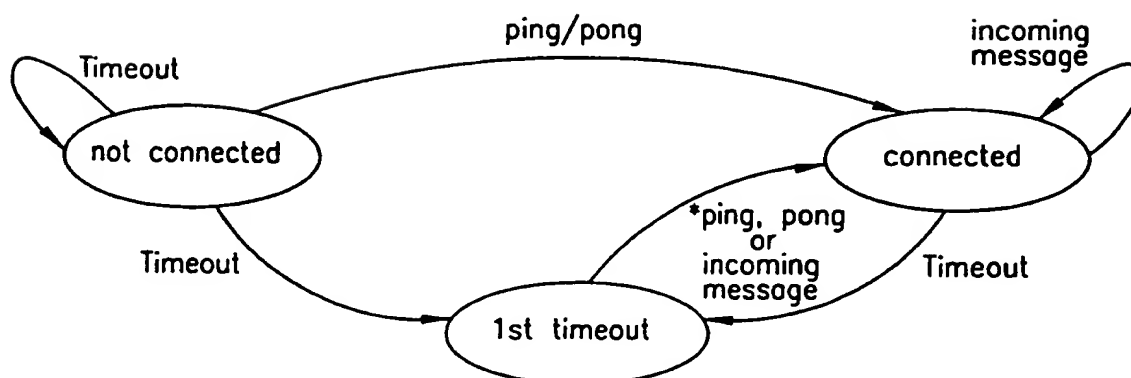 ping/pong
incoming
message
Timeout
not connected
connected
*ping, pong
or
incoming
message
Timeout
Timeout
1st timeout